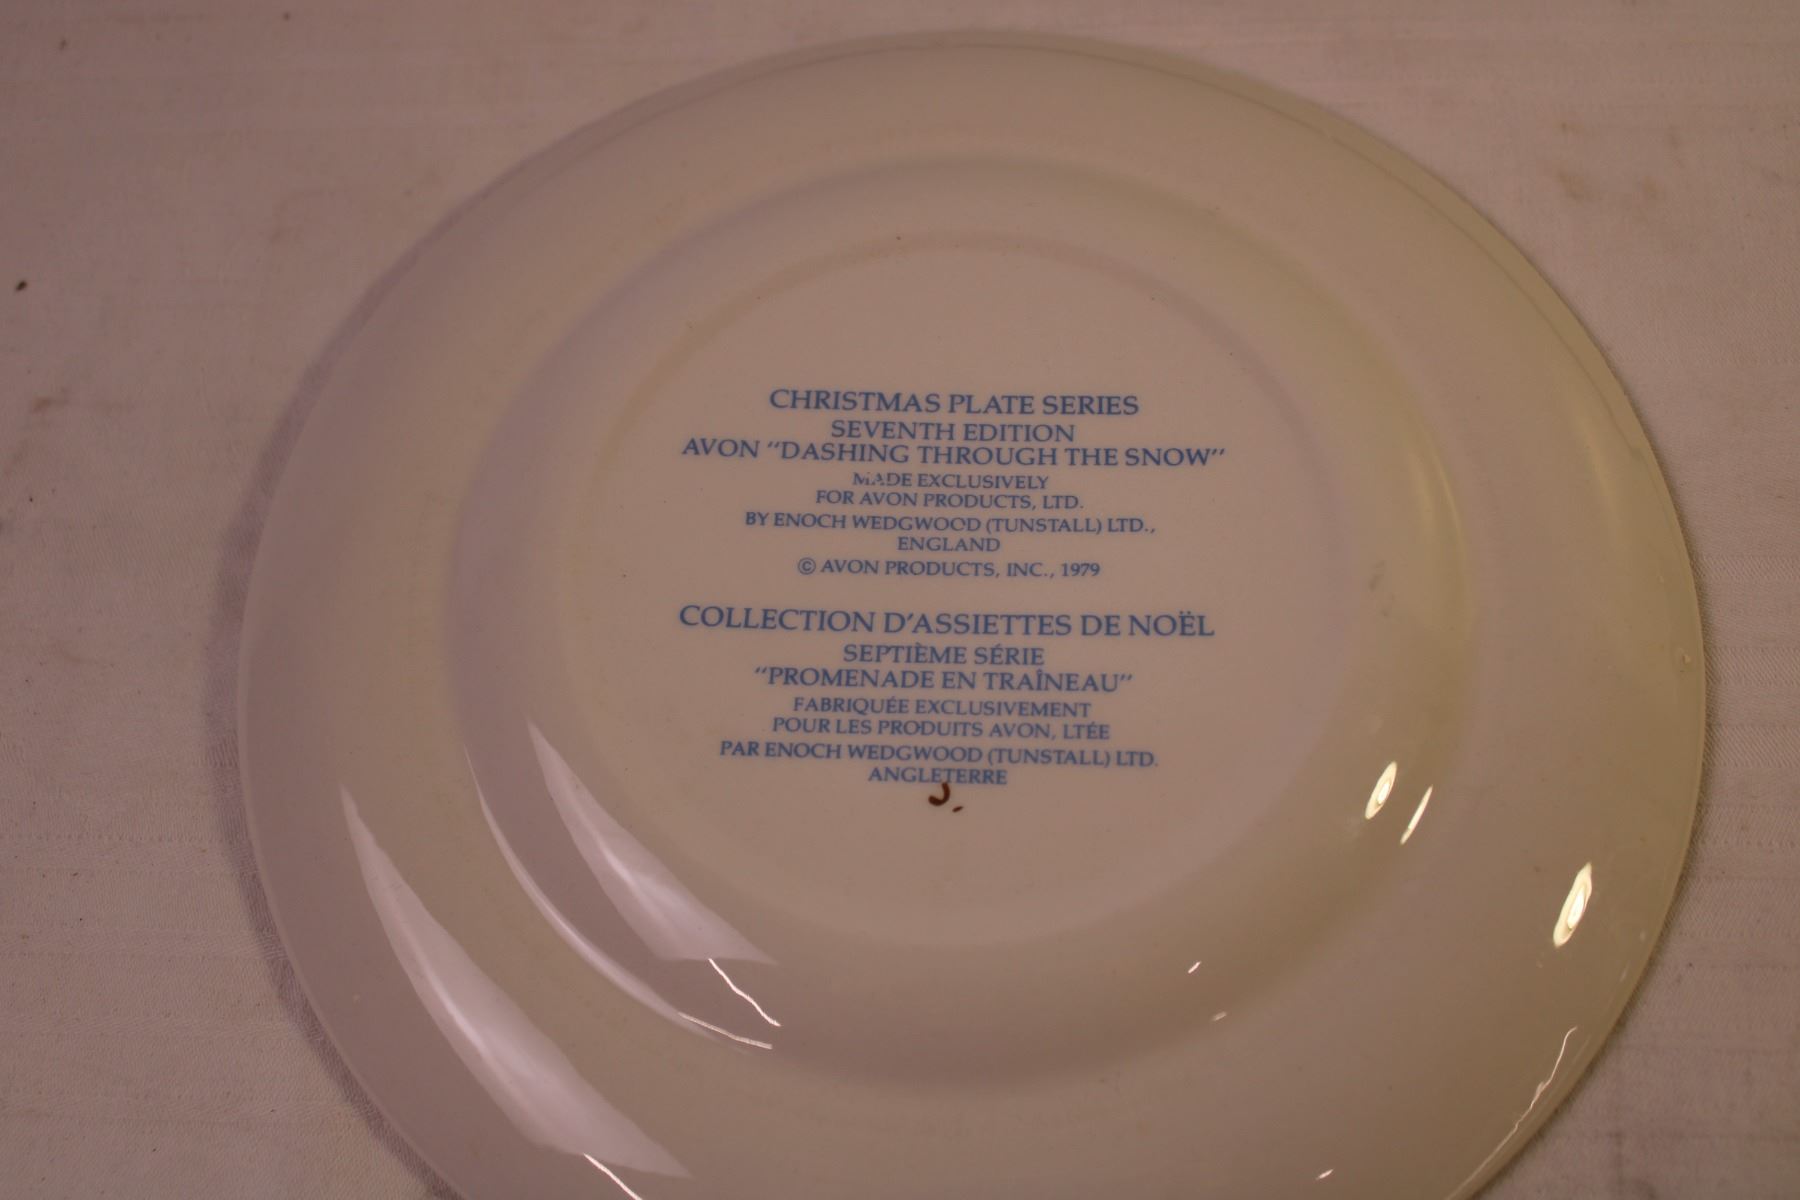 CHRISTMAS PLATE SERIES
SEVENTH EDITION
AVON "DASHING THROUGH THE SNOW"
MADE EXCLUSIVELY
FOR AVON PRODUCTS, LTD.
BY ENOCH WEDGWOOD (TUNSTALL) LTD.,
ENGLAND
© AVON PRODUCTS, INC., 1979
COLLECTION D'ASSIETTES DE NOËL
SEPTIÈME SÉRIE
"PROMENADE EN TRAÎNEAU"
FABRIQUÉE EXCLUSIVEMENT
POUR LES PRODUITS AVON, LTÉE
PAR ENOCH WEDGWOOD (TUNSTALL) LTD.
ANGLETERRE